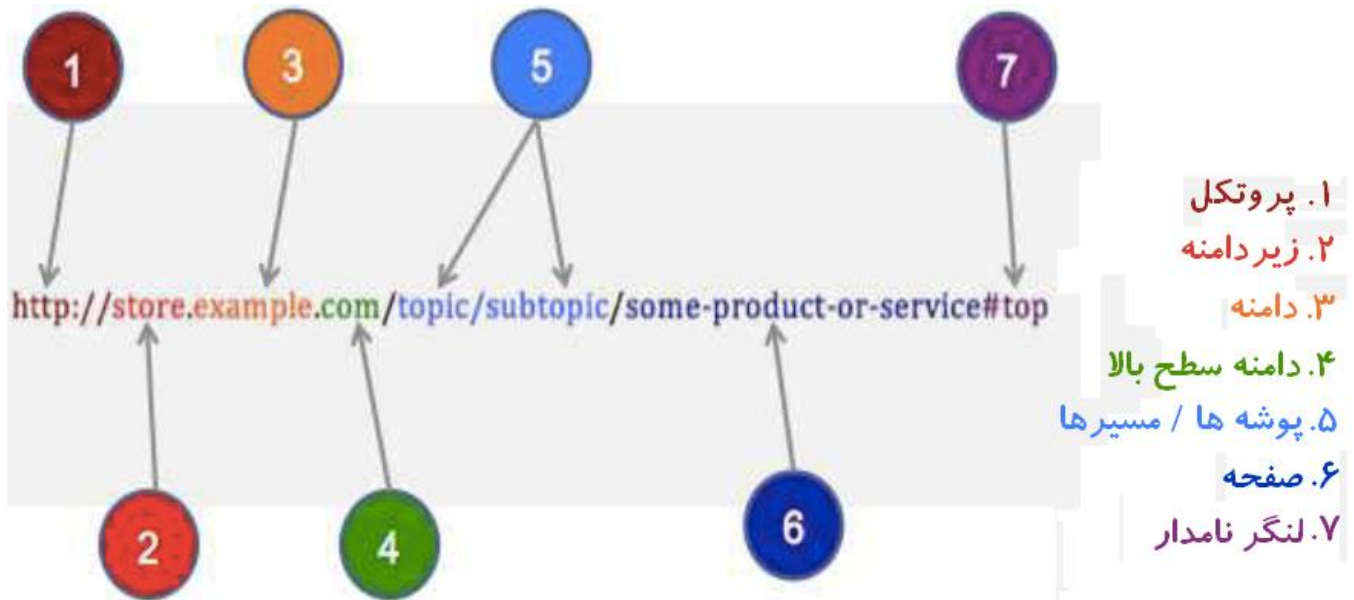 1
3
5
7
http://store.example.com/topic/subtopic/some-product-or-service#top
2
4
6
۱. پروتکل
۲. زیر دامنه
۳. دامنه
۴. دامنه سطح بالا
۵. پوشه ها / مسیرها
۶. صفحه
۷. لنگر نامدار